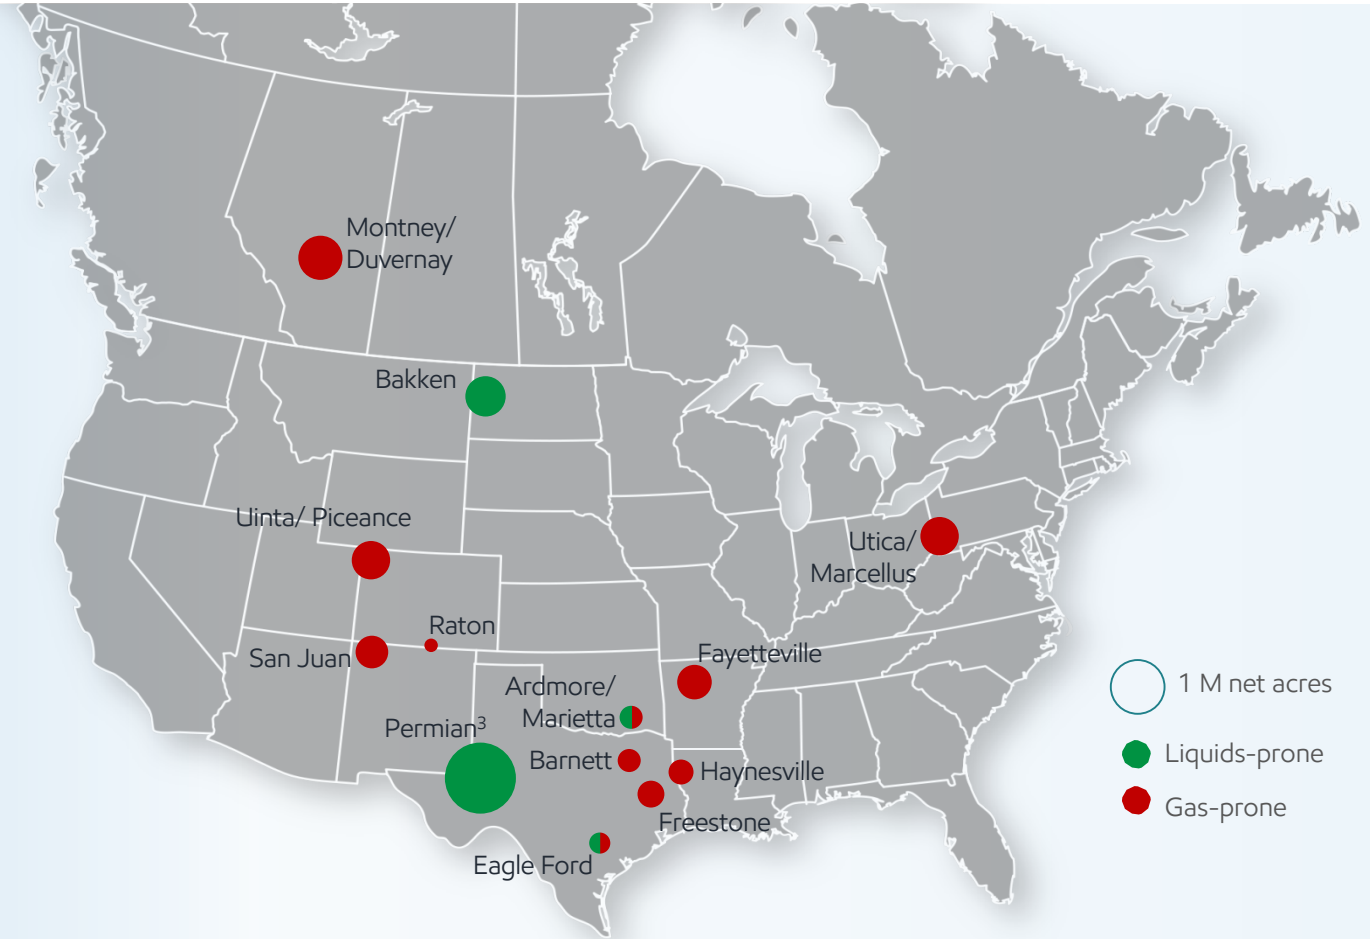 Montney/
Duvernay
Bakken
Uinta/ Piceance
Utica/
Marcellus
Raton
San Juan
Fayetteville
Ardmore/
Marietta
Permian³
Barnett
Haynesville
Freestone
Eagle Ford
1 M net acres
Liquids-prone
Gas-prone